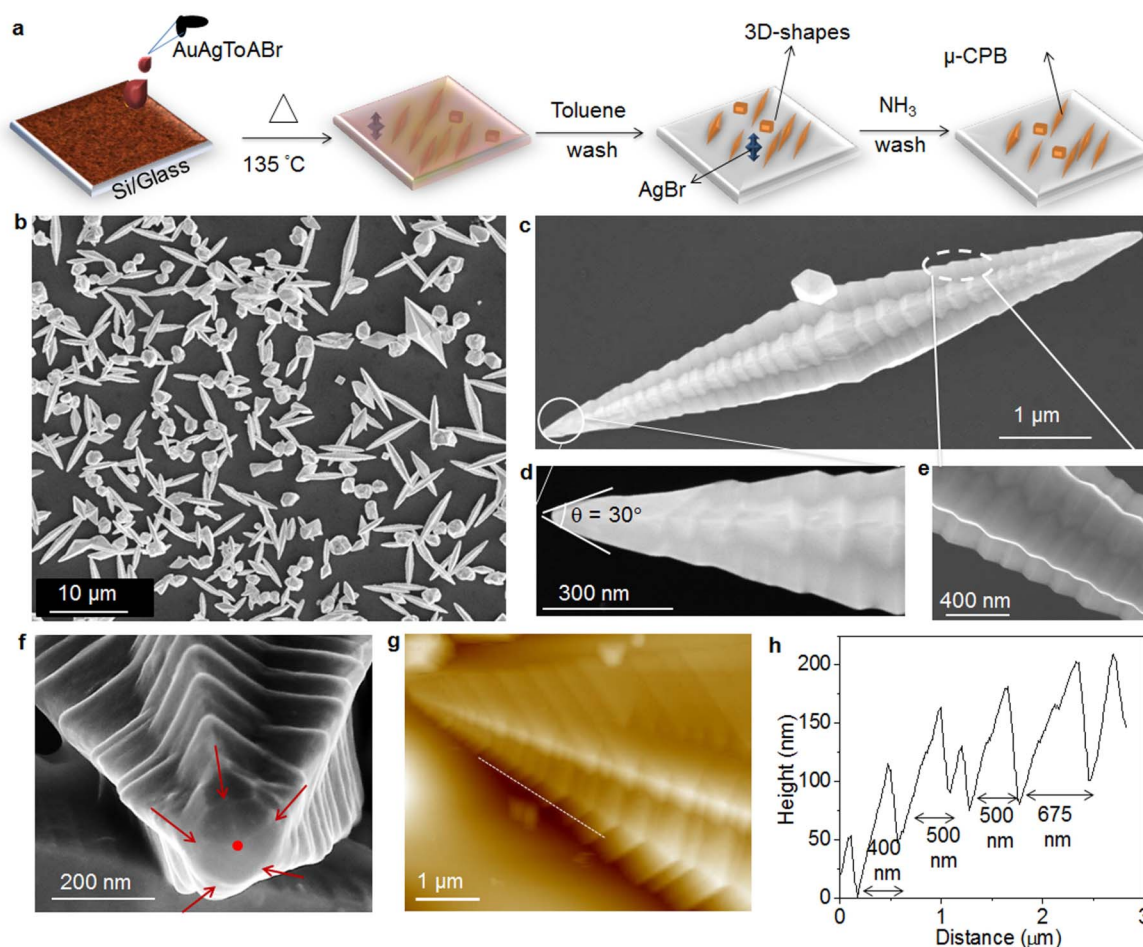 a
AuAgToABr
Si/Glass
△
135 °C
Toluene
wash
3D-shapes
AgBr
NH₃
wash
μ-CPB
b
10 μm
c
1 μm
d
θ = 30°
300 nm
e
400 nm
f
200 nm
g
1 μm
h
Height (nm)
200
150
100
50
0
400
nm
500
nm
500
nm
675
nm
0
1
2
3
Distance (μm)